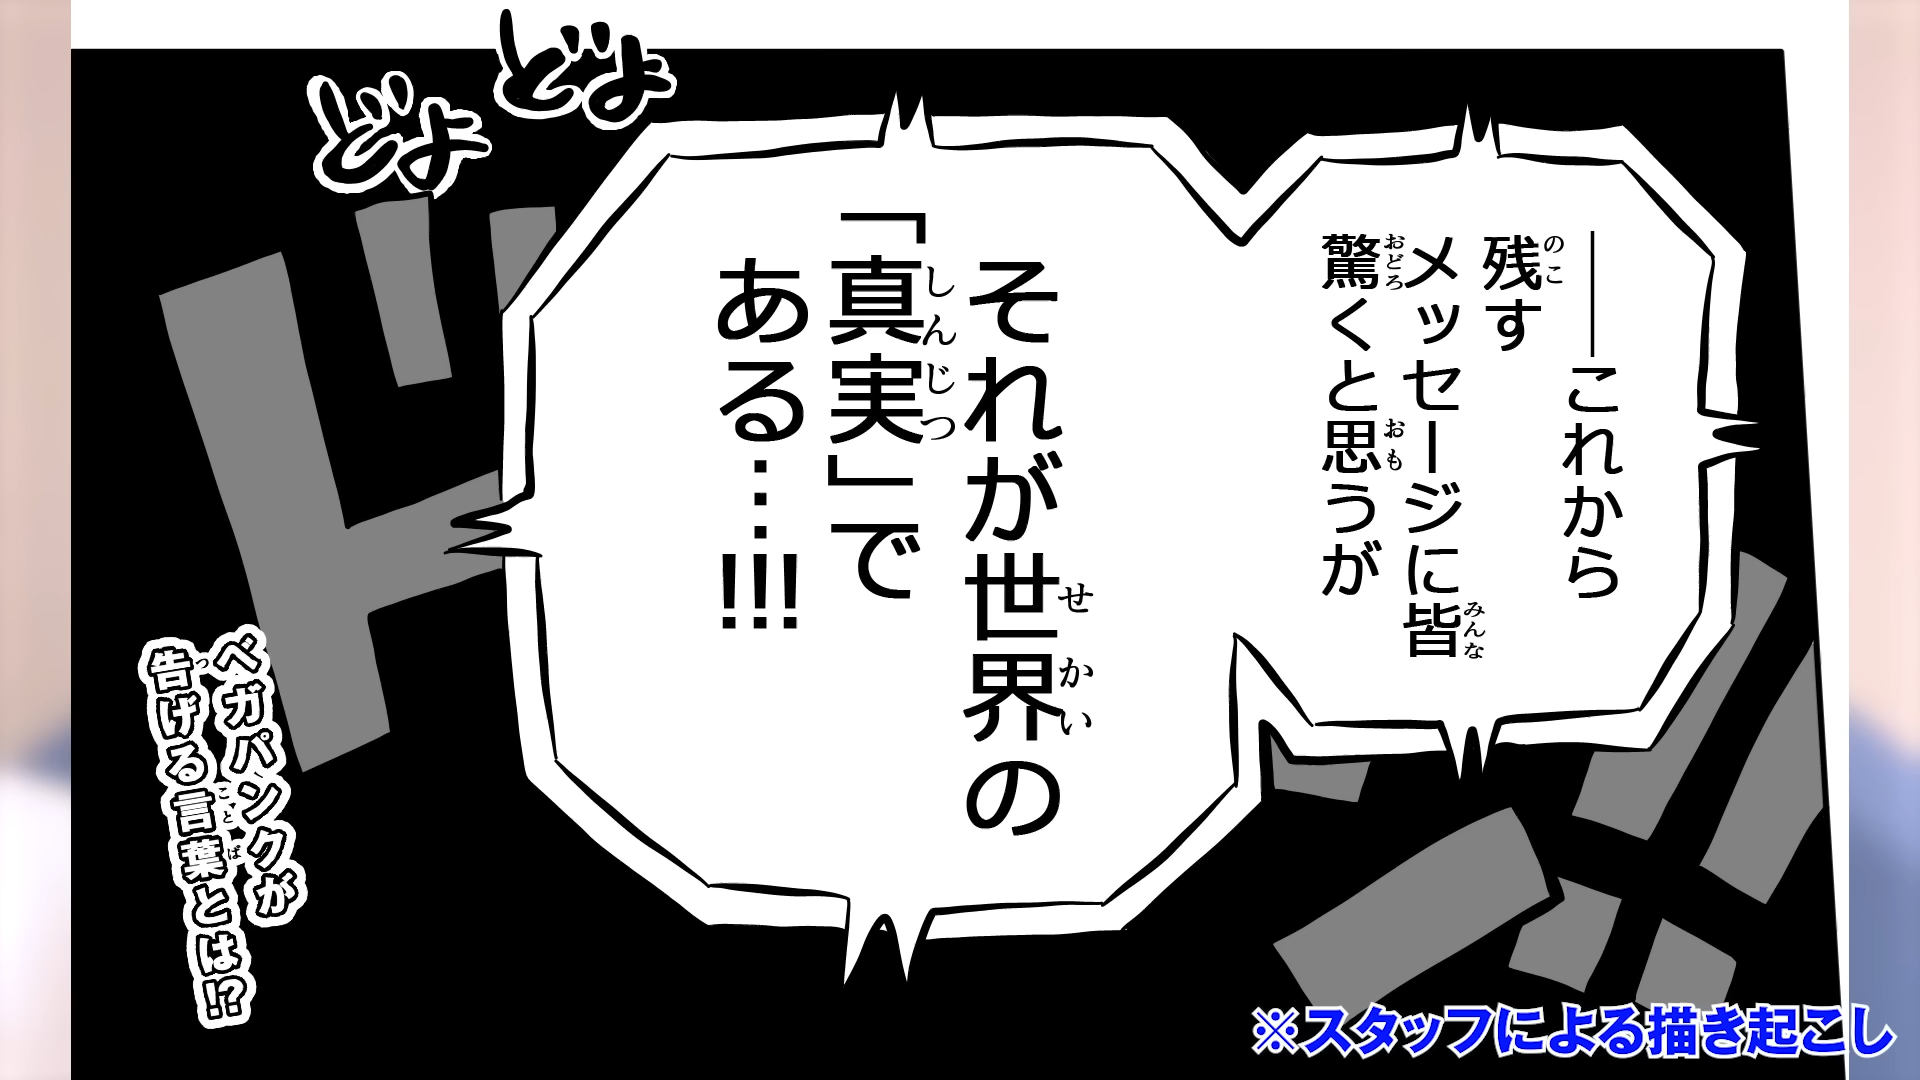 ――これから
残す
メッセージに皆
驚くと思うが
それが世界の
「真実」で
ある…!!!
どよ
どよ
ド
ベガパンクが
告げる言葉とは!?
※スタッフによる描き起こし